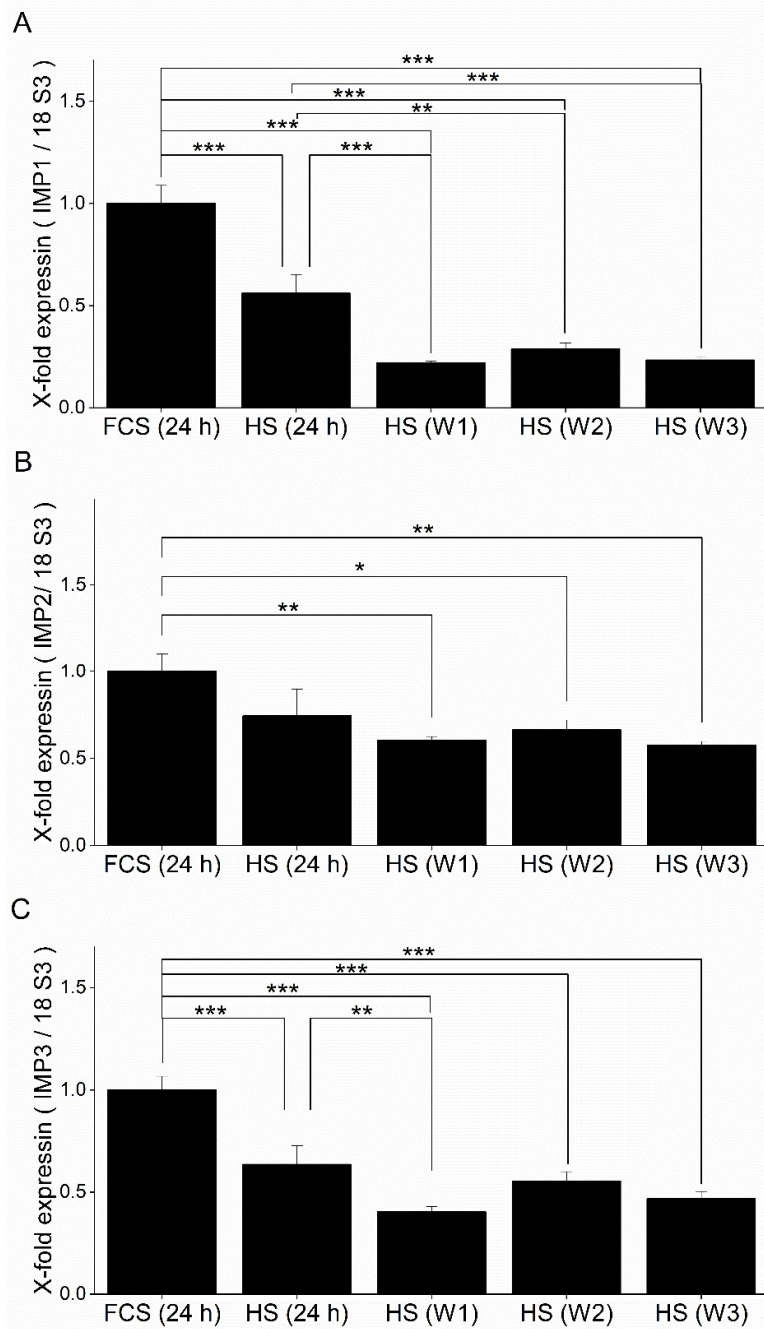 A
X-fold expressin ( IMP1 / 18 S3 )
***
***
***
**
***
*** ***
1.5
1.0
0.5
0.0
FCS (24 h) HS (24 h) HS (W1) HS (W2) HS (W3)
B
X-fold expressin ( IMP2/ 18 S3 )
**
*
**
1.5
1.0
0.5
0.0
FCS (24 h) HS (24 h) HS (W1) HS (W2) HS (W3)
C
X-fold expressin ( IMP3 / 18 S3 )
***
***
***
*** **
1.5
1.0
0.5
0.0
FCS (24 h) HS (24 h) HS (W1) HS (W2) HS (W3)